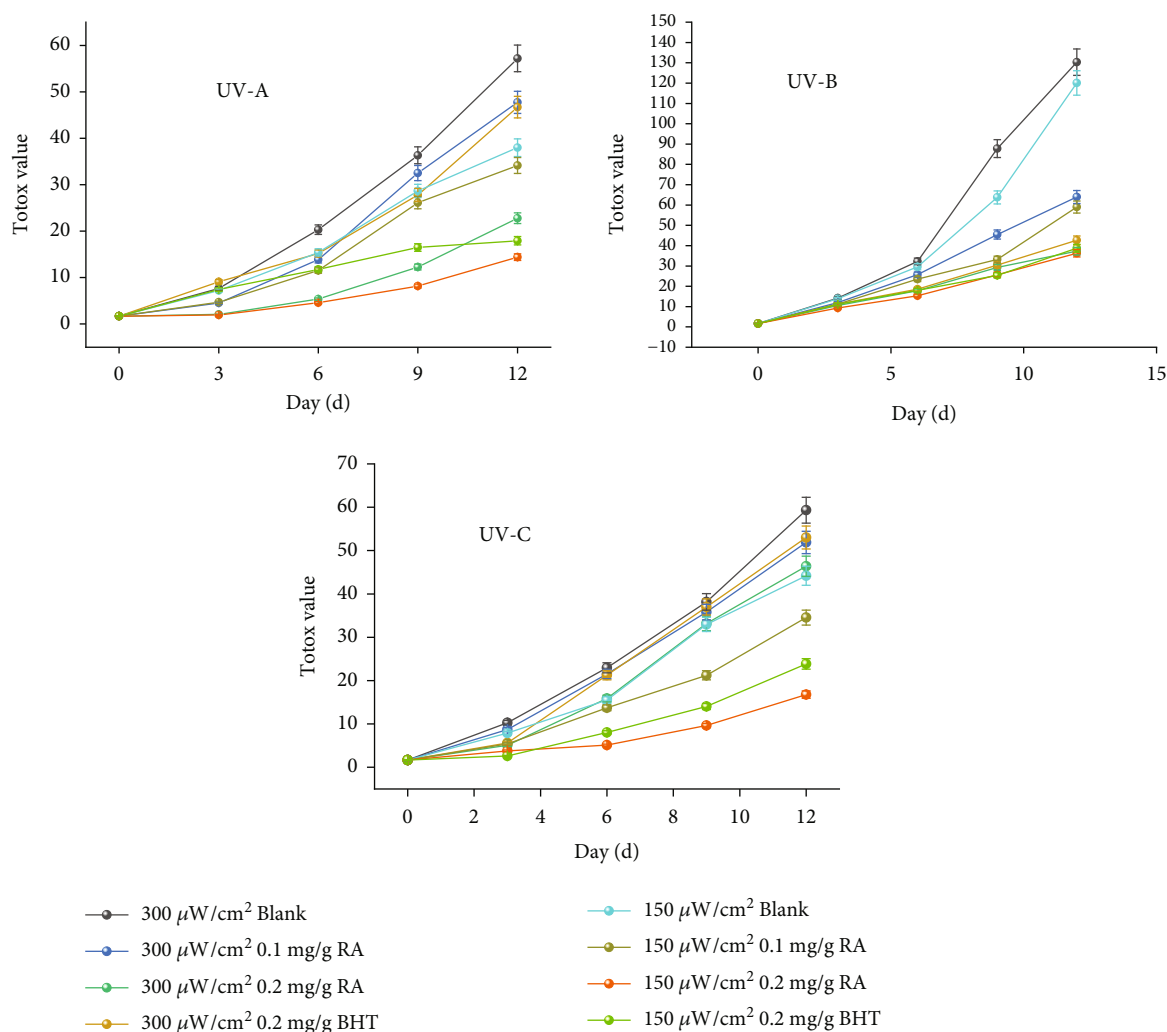 UV-A
Totox value
60
50
40
30
20
10
0
0 3 6 9 12
Day (d)
UV-B
Totox value
150
140
130
120
110
100
90
80
70
60
50
40
30
20
10
0
−10
0 5 10 15
Day (d)
UV-C
Totox value
70
60
50
40
30
20
10
0
0 2 4 6 8 10 12
Day (d)
300 μW/cm² Blank
300 μW/cm² 0.1 mg/g RA
300 μW/cm² 0.2 mg/g RA
300 μW/cm² 0.2 mg/g BHT
150 μW/cm² Blank
150 μW/cm² 0.1 mg/g RA
150 μW/cm² 0.2 mg/g RA
150 μW/cm² 0.2 mg/g BHT